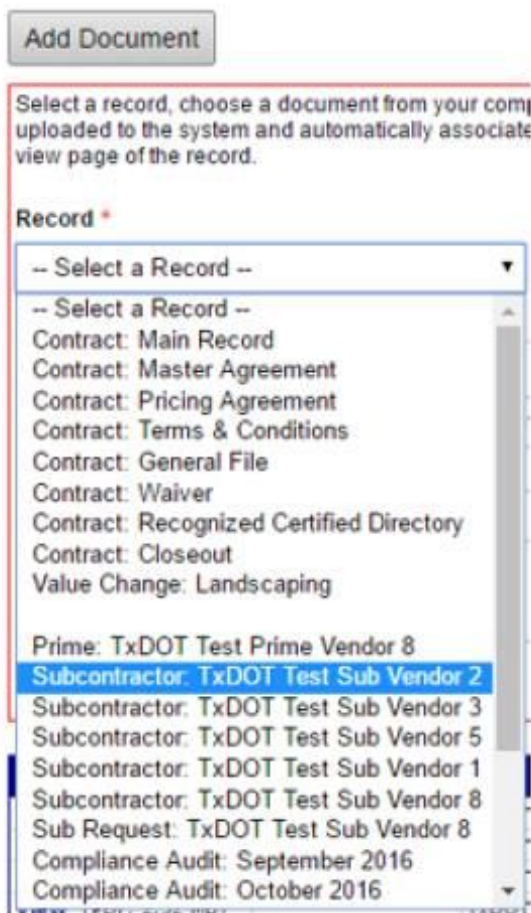 Add Document
Select a record, choose a document from your comp
uploaded to the system and automatically associate
view page of the record.
Record *
-- Select a Record --
-- Select a Record --
Contract: Main Record
Contract: Master Agreement
Contract: Pricing Agreement
Contract: Terms & Conditions
Contract: General File
Contract: Waiver
Contract: Recognized Certified Directory
Contract: Closeout
Value Change: Landscaping
Prime: TxDOT Test Prime Vendor 8
Subcontractor: TxDOT Test Sub Vendor 2
Subcontractor: TxDOT Test Sub Vendor 3
Subcontractor: TxDOT Test Sub Vendor 5
Subcontractor: TxDOT Test Sub Vendor 1
Subcontractor: TxDOT Test Sub Vendor 8
Sub Request: TxDOT Test Sub Vendor 8
Compliance Audit: September 2016
Compliance Audit: October 2016